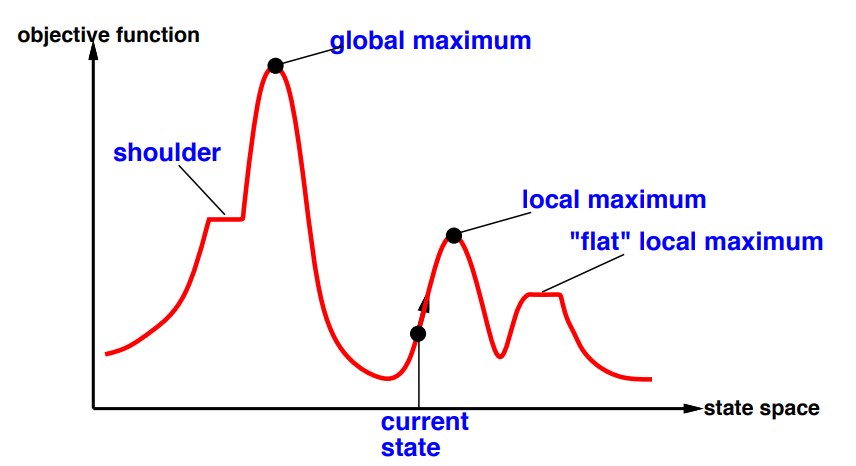 objective function
global maximum
shoulder
local maximum
"flat" local maximum
state space
current
state